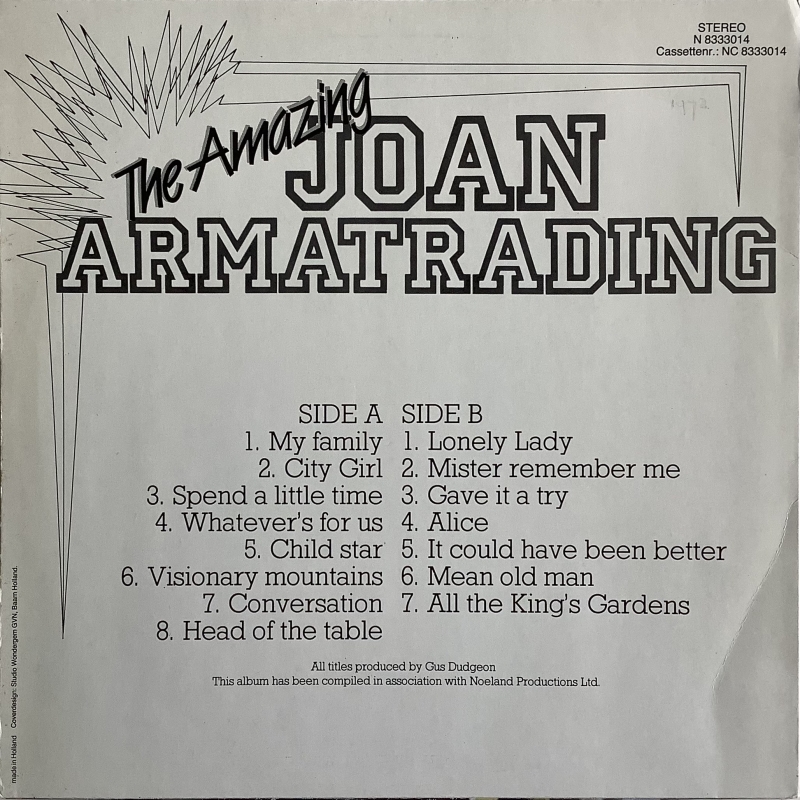 STEREO
N 8333014
Cassettenr.: NC 8333014
1972
The Amazing
JOAN
ARMATRADING
SIDE A
1. My family
2. City Girl
3. Spend a little time
4. Whatever's for us
5. Child star
6. Visionary mountains
7. Conversation
8. Head of the table
SIDE B
1. Lonely Lady
2. Mister remember me
3. Gave it a try
4. Alice
5. It could have been better
6. Mean old man
7. All the King's Gardens
All titles produced by Gus Dudgeon
This album has been compiled in association with Noeland Productions Ltd.
made in Holland Coverdesign: Studio Wondergem GVN, Baarn Holland.